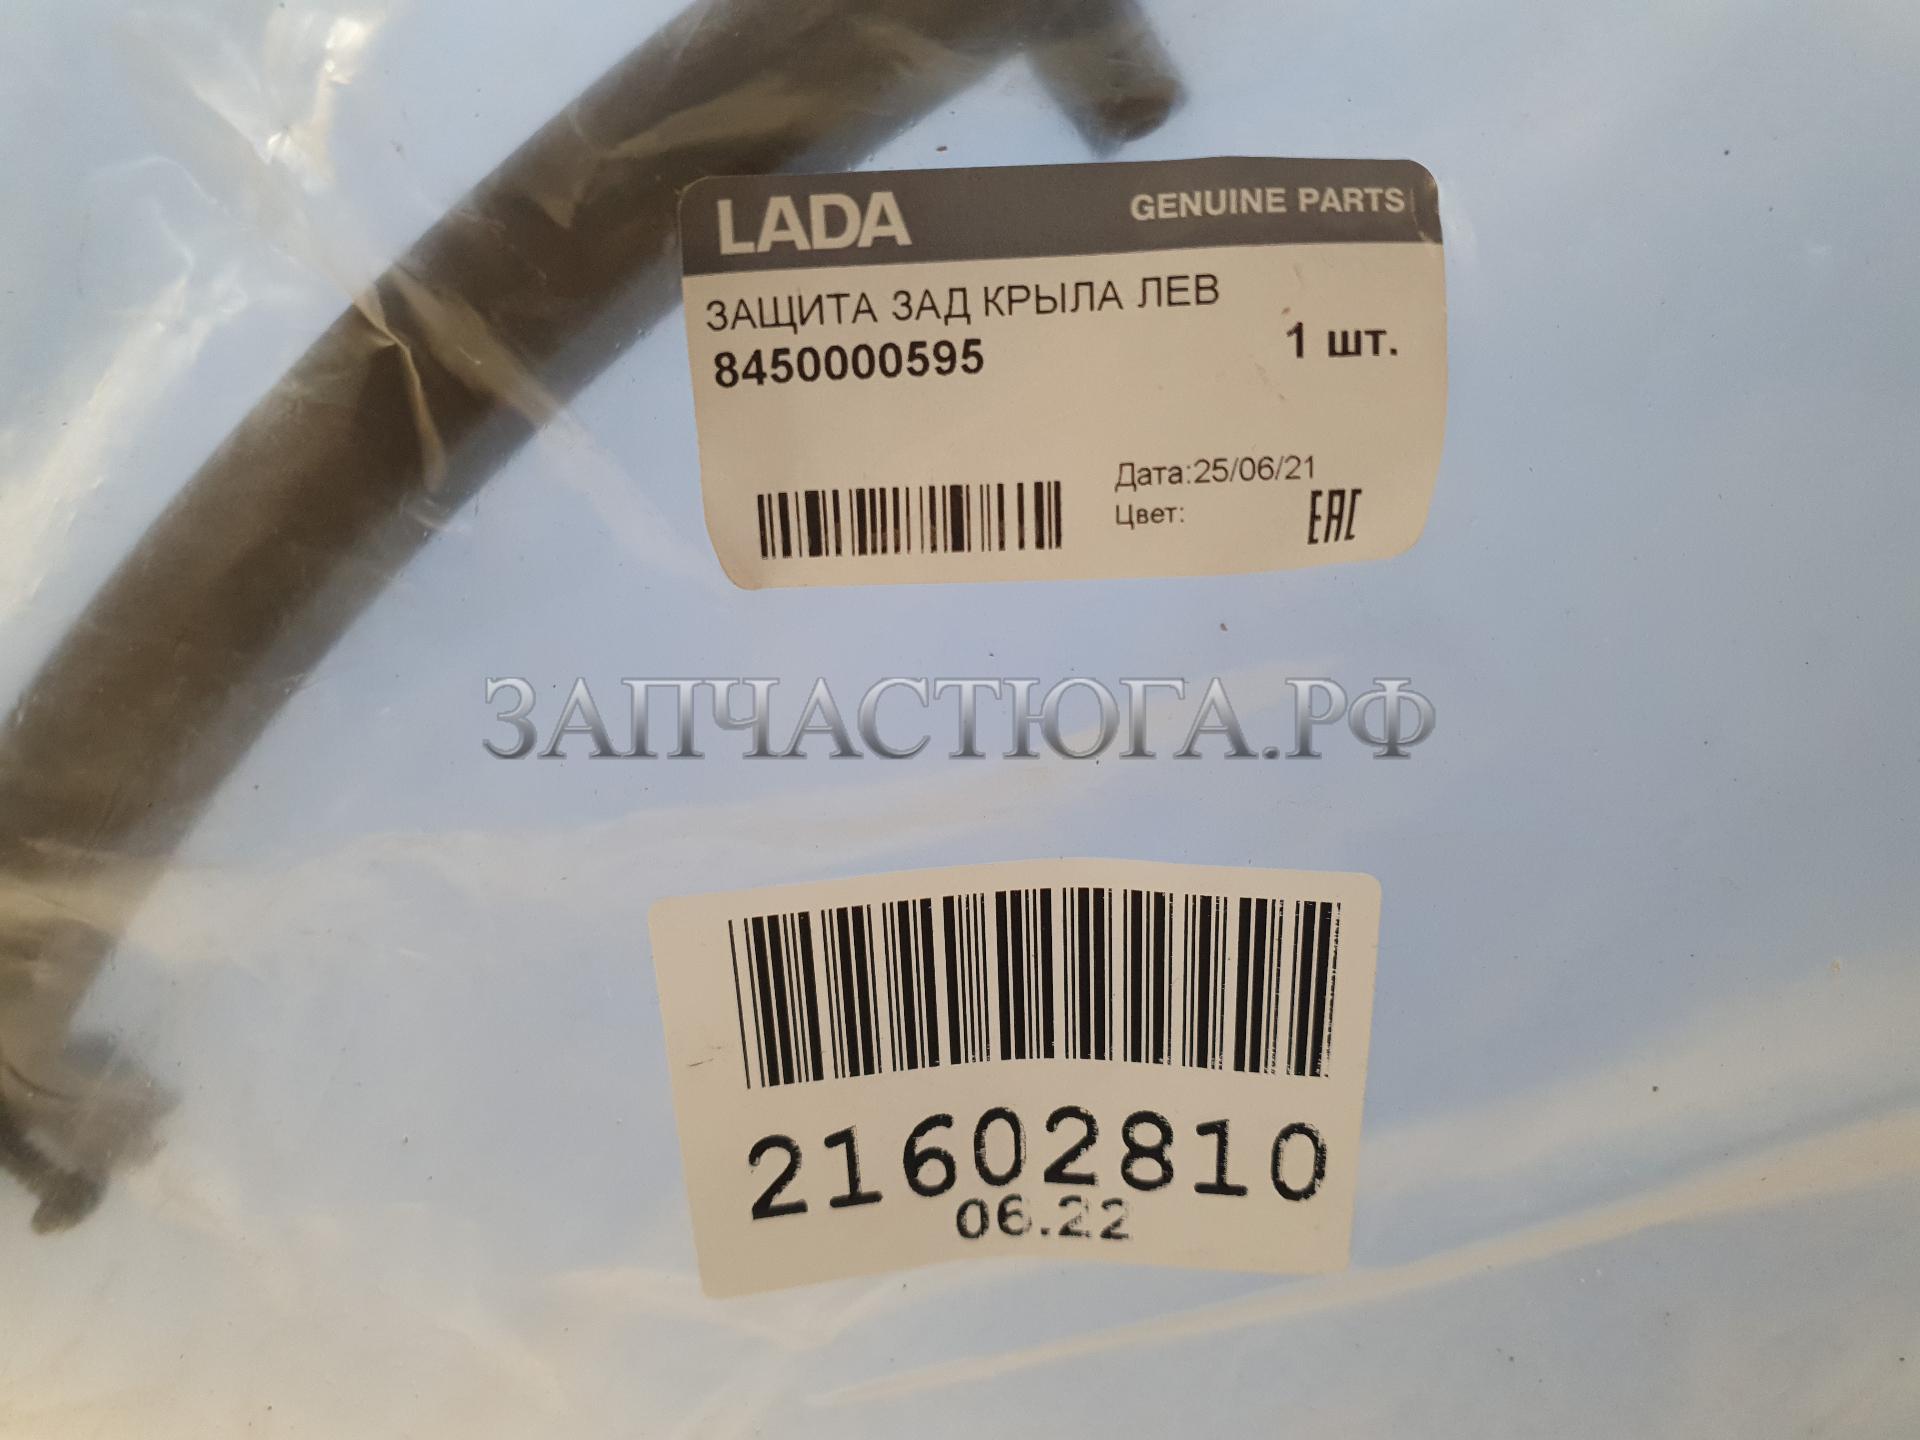 LADA GENUINE PARTS
ЗАЩИТА ЗАД КРЫЛА ЛЕВ
8450000595 1 шт.
Дата:25/06/21
Цвет:
EAC
ЗАПЧАСТЮГА.РФ
21602810
06.22